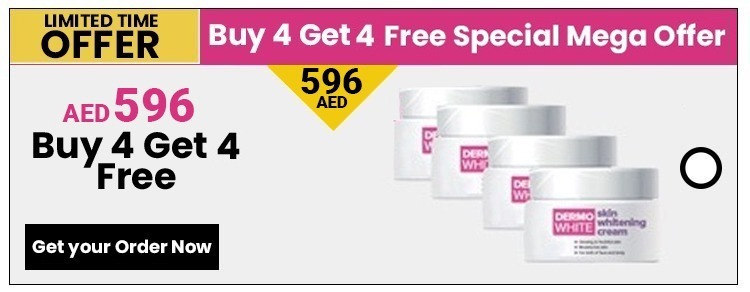 LIMITED TIME
OFFER
Buy 4 Get 4 Free Special Mega Offer
596
AED
AED 596
Buy 4 Get 4
Free
Get your Order Now
DERMO
WHITE
skin
whitening
cream